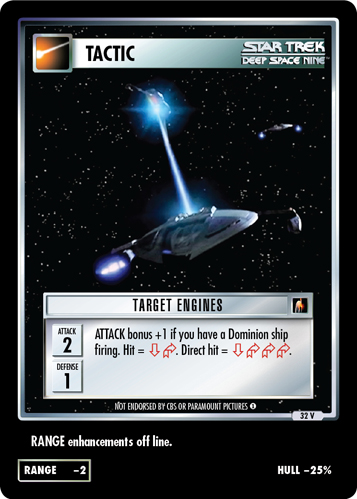 TACTIC
STAR TREK
DEEP SPACE NINE™
TARGET ENGINES
ATTACK
2
DEFENSE
1
ATTACK bonus +1 if you have a Dominion ship
firing. Hit = ⇩ ↱. Direct hit = ⇩ ↱ ↱ ↱.
NOT ENDORSED BY CBS OR PARAMOUNT PICTURES
32 V
RANGE enhancements off line.
RANGE −2
HULL −25%